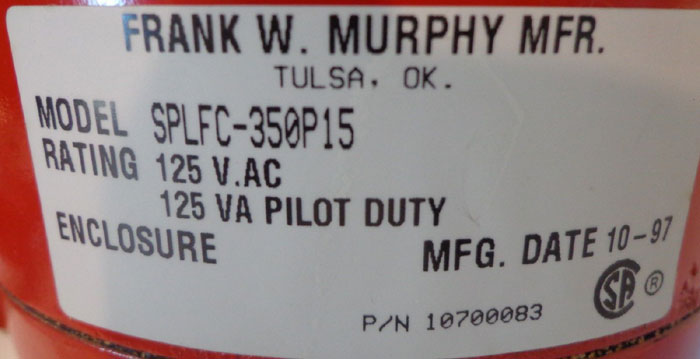 FRANK W. MURPHY MFR.
TULSA, OK.
MODEL SPLFC-350P15
RATING 125 V.AC
125 VA PILOT DUTY
ENCLOSURE
MFG. DATE 10-97
SA ®
P/N 10700083